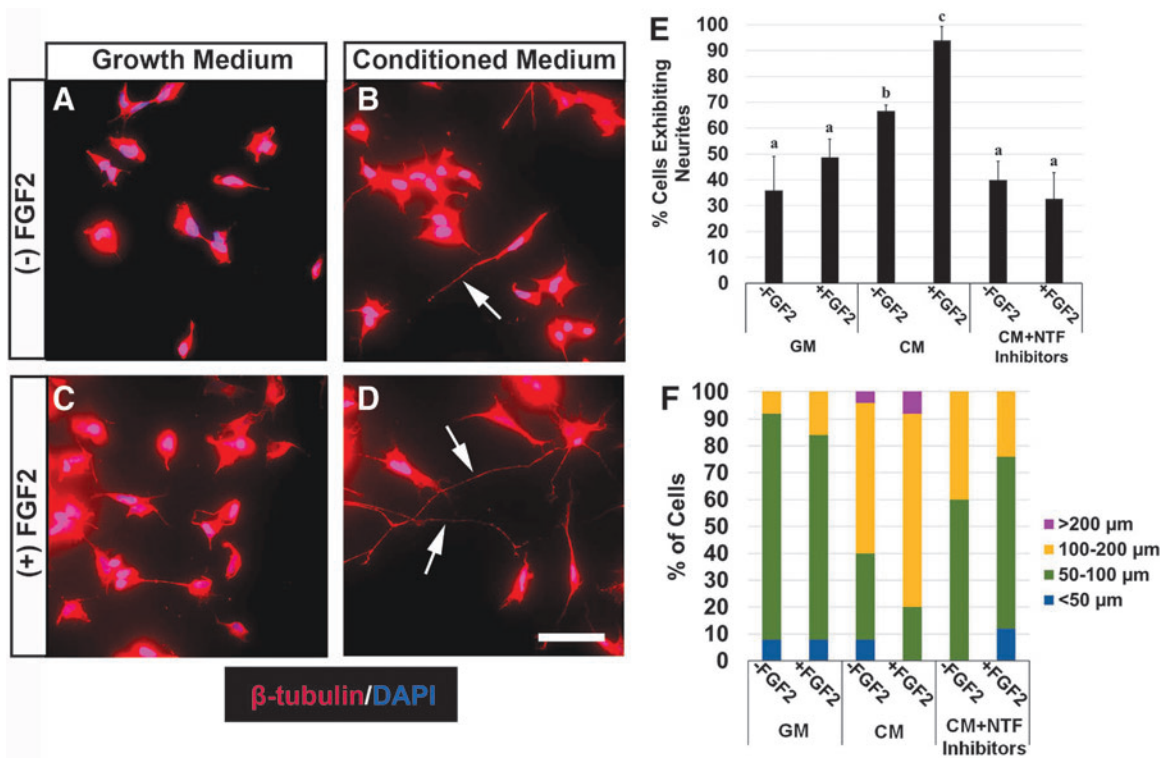 Growth Medium
Conditioned Medium
(-) FGF2
A
B
(+) FGF2
C
D
β-tubulin/DAPI
E
% Cells Exhibiting
Neurites
100
90
80
70
60
50
40
30
20
10
0
a
a
b
c
a
a
-FGF2
+FGF2
-FGF2
+FGF2
-FGF2
+FGF2
GM
CM
CM+NTF
Inhibitors
F
% of Cells
100
90
80
70
60
50
40
30
20
10
0
>200 µm
100-200 µm
50-100 µm
<50 µm
-FGF2
+FGF2
-FGF2
+FGF2
-FGF2
+FGF2
GM
CM
CM+NTF
Inhibitors